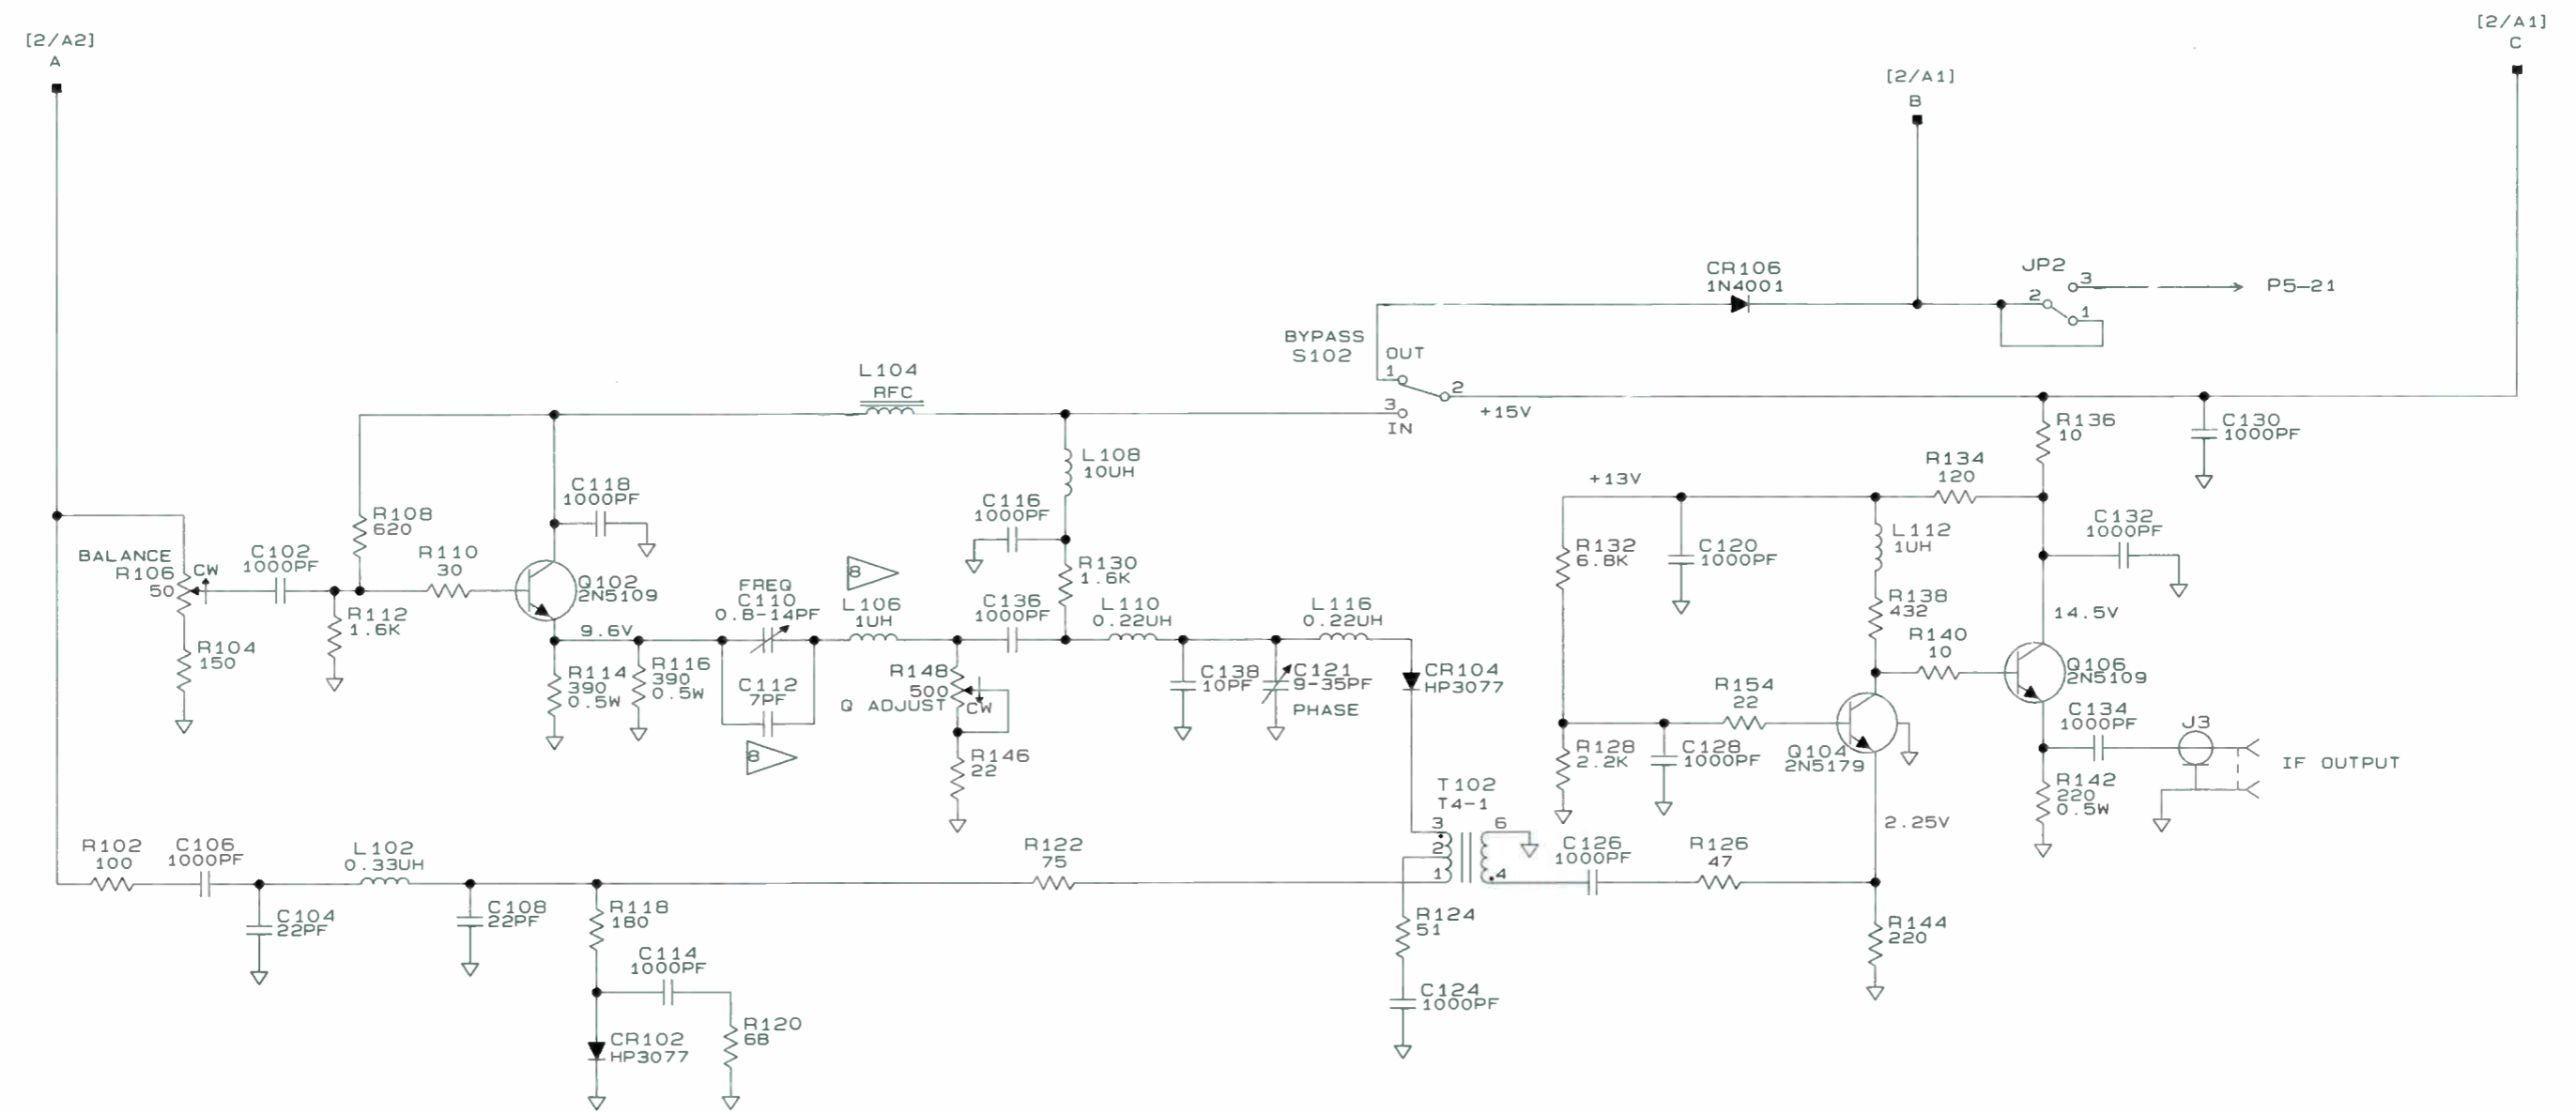 [2/A2]
A
[2/A1]
B
[2/A1]
C
CR106
1N4001
JP2
3
2
1
P5-21
BYPASS
S102
OUT
1
2
3
IN
+15V
L104
RFC
R136
10
C130
1000PF
L108
10UH
R134
120
+13V
C118
1000PF
C116
1000PF
R108
620
C132
1000PF
L112
1UH
R132
6.8K
C120
1000PF
BALANCE
R106
50
CW
C102
1000PF
R110
30
Q102
2N5109
R130
1.6K
8
FREQ
C110
0.8-14PF
L106
1UH
C136
1000PF
L110
0.22UH
L116
0.22UH
R138
432
14.5V
R112
1.6K
9.6V
R140
10
R104
150
R114
390
0.5W
R116
390
0.5W
C112
7PF
R148
500
Q ADJUST
CW
C138
10PF
C121
9-35PF
PHASE
CR104
HP3077
R154
22
Q106
2N5109
C134
1000PF
J3
8
R146
22
R128
2.2K
C128
1000PF
Q104
2N5179
IF OUTPUT
T102
T4-1
R142
220
0.5W
3
2
1
6
4
2.25V
C126
1000PF
R126
47
R102
100
C106
1000PF
L102
0.33UH
R122
75
C104
22PF
C108
22PF
R118
180
R124
51
R144
220
C114
1000PF
C124
1000PF
R120
68
CR102
HP3077